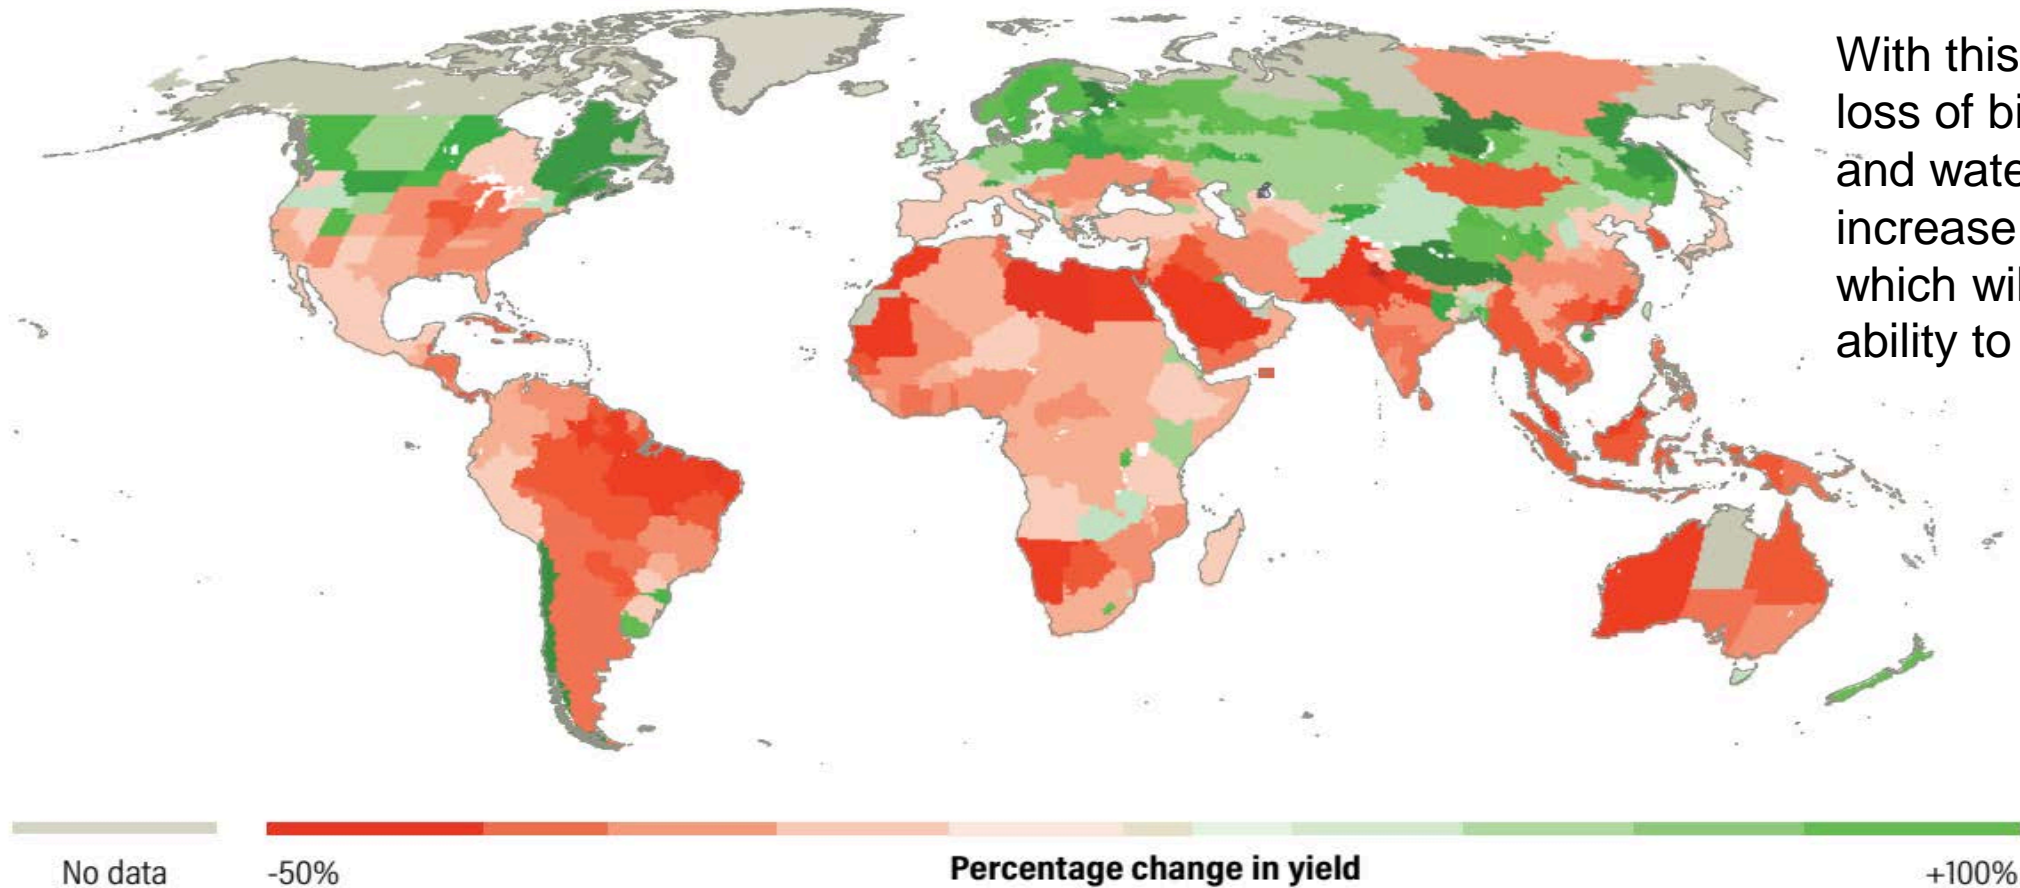 With this
loss of bi
and wate
increase
which wil
ability to
No data
-50%
Percentage change in yield
+100%